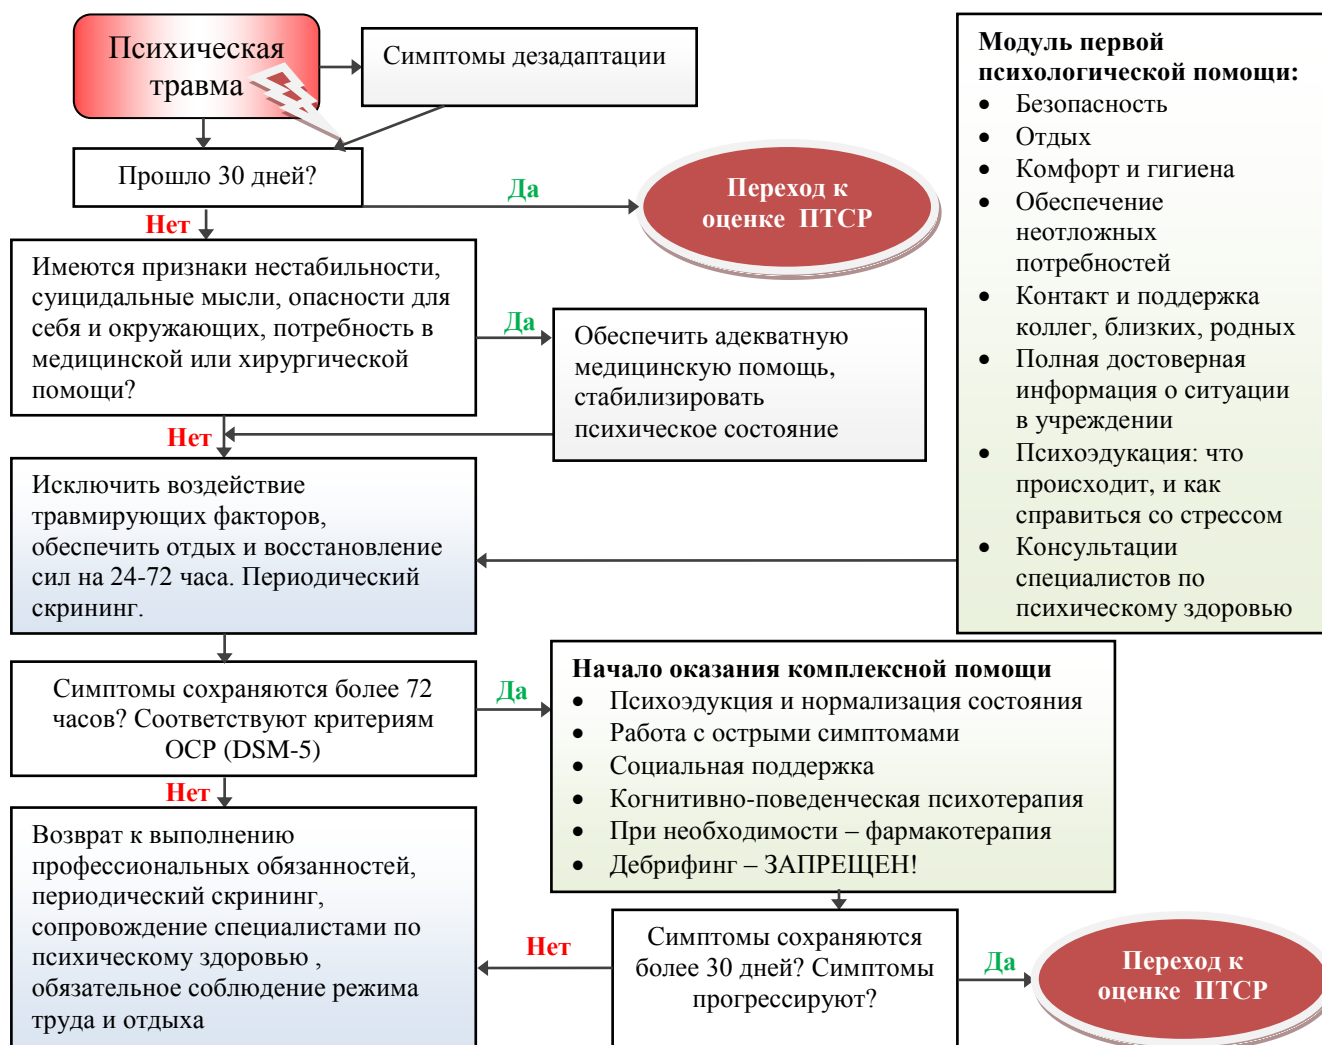 Психическая
травма
Симптомы дезадаптации
Прошло 30 дней?
Да
Переход к
оценке ПТСР
Нет
Имеются признаки нестабильности,
суицидальные мысли, опасности для
себя и окружающих, потребность в
медицинской или хирургической
помощи?
Да
Обеспечить адекватную
медицинскую помощь,
стабилизировать
психическое состояние
Нет
Исключить воздействие
травмирующих факторов,
обеспечить отдых и восстановление
сил на 24-72 часа. Периодический
скрининг.
Модуль первой
психологической помощи:
• Безопасность
• Отдых
• Комфорт и гигиена
• Обеспечение
неотложных
потребностей
• Контакт и поддержка
коллег, близких, родных
• Полная достоверная
информация о ситуации
в учреждении
• Психоэдукация: что
происходит, и как
справиться со стрессом
• Консультации
специалистов по
психическому здоровью
Симптомы сохраняются более 72
часов? Соответствуют критериям
ОСР (DSM-5)
Да
Начало оказания комплексной помощи
• Психоэдукция и нормализация состояния
• Работа с острыми симптомами
• Социальная поддержка
• Когнитивно-поведенческая психотерапия
• При необходимости – фармакотерапия
• Дебрифинг – ЗАПРЕЩЕН!
Нет
Возврат к выполнению
профессиональных обязанностей,
периодический скрининг,
сопровождение специалистами по
психическому здоровью ,
обязательное соблюдение режима
труда и отдыха
Нет
Симптомы сохраняются
более 30 дней? Симптомы
прогрессируют?
Да
Переход к
оценке ПТСР